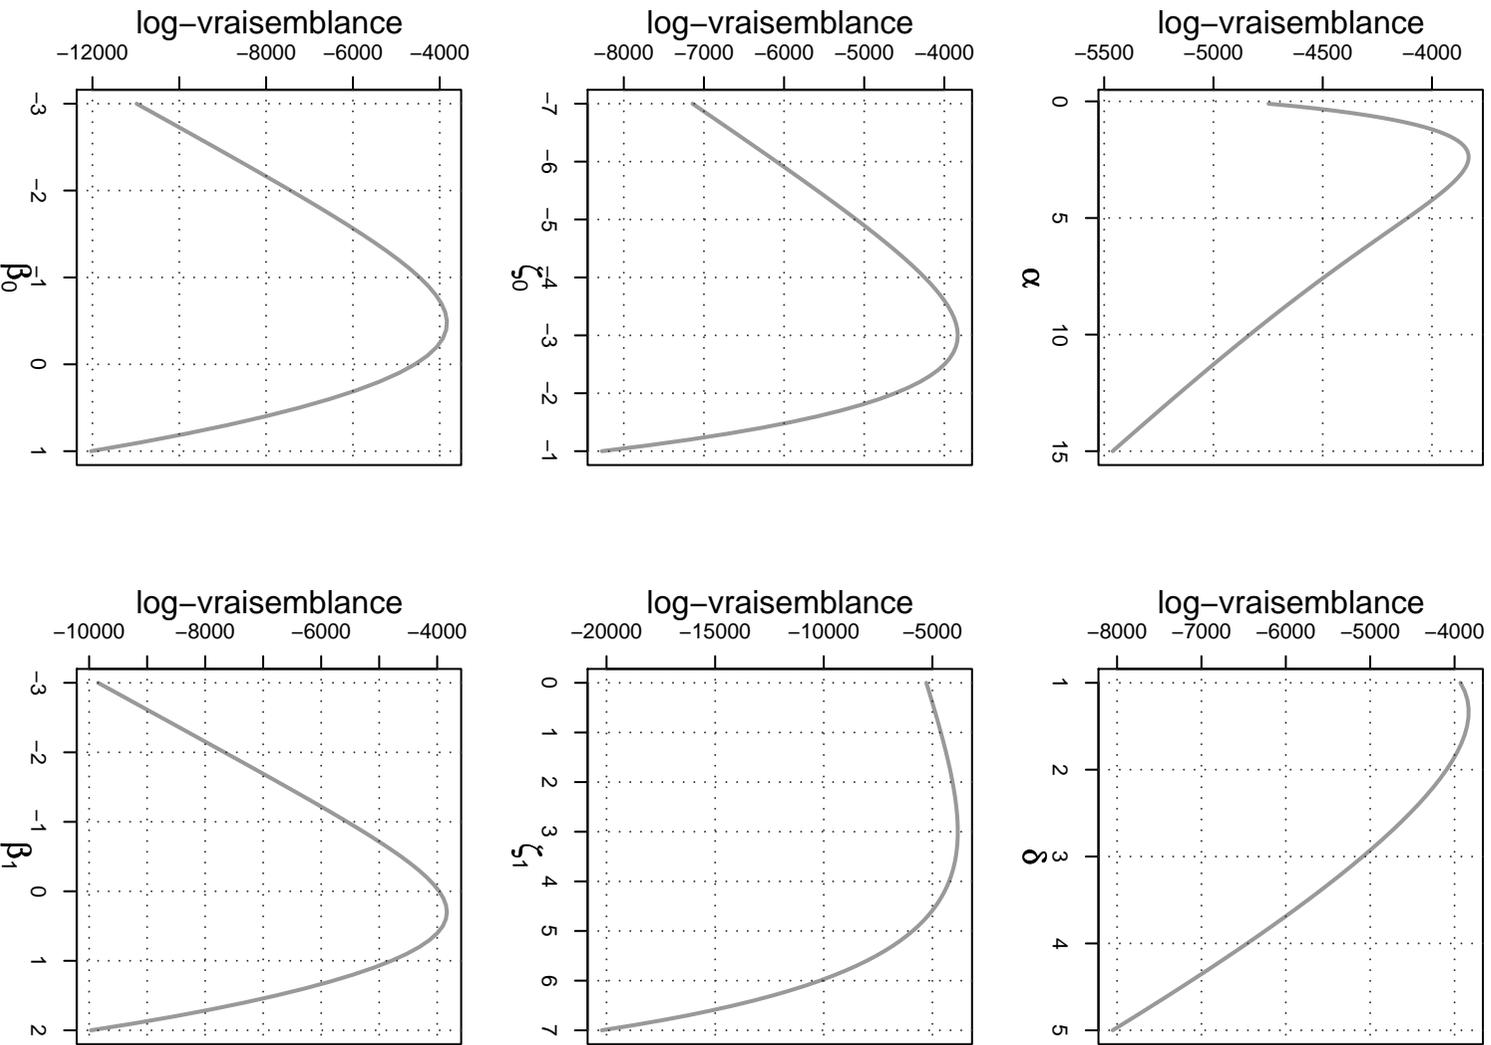 log−vraisemblance
−12000 −8000 −6000 −4000
−3 −2 −1 0 1
β0
log−vraisemblance
−8000 −7000 −6000 −5000 −4000
−7 −6 −5 −4 −3 −2 −1
ζ0
log−vraisemblance
−5500 −5000 −4500 −4000
0 5 10 15
α
log−vraisemblance
−10000 −8000 −6000 −4000
−3 −2 −1 0 1 2
β1
log−vraisemblance
−20000 −15000 −10000 −5000
0 1 2 3 4 5 6 7
ζ1
log−vraisemblance
−8000 −7000 −6000 −5000 −4000
1 2 3 4 5
δ